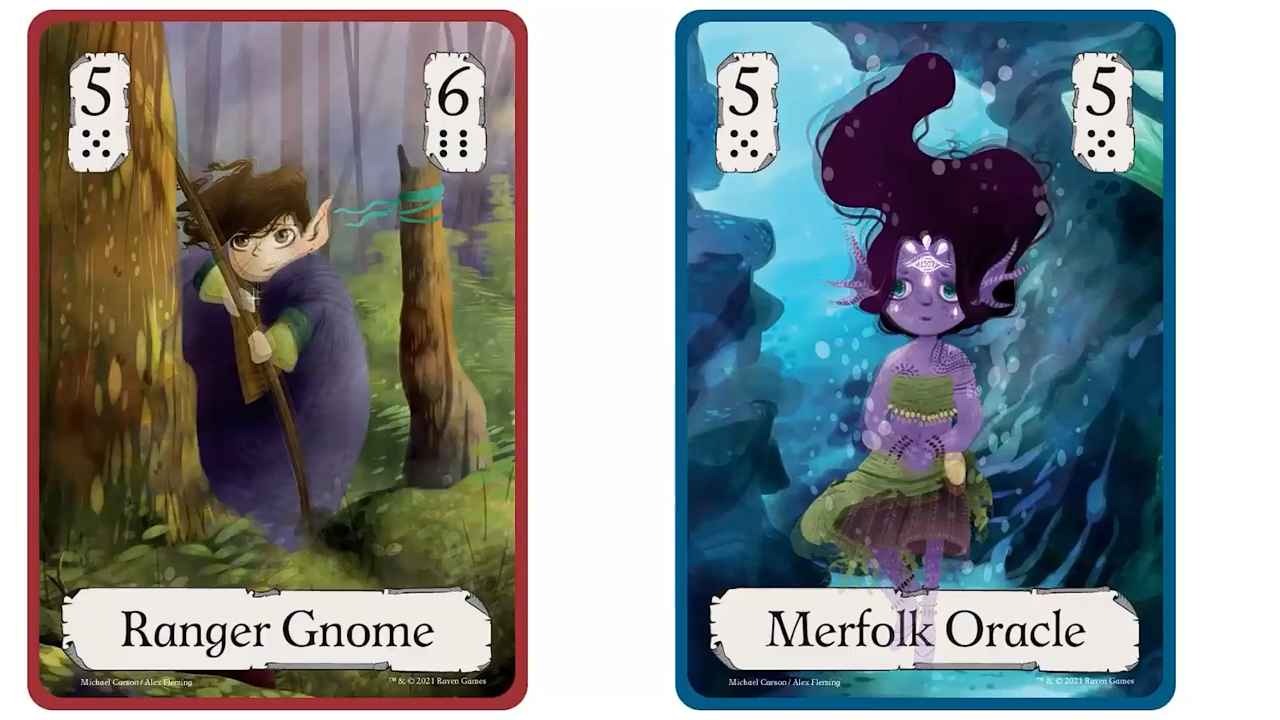 5 6
Ranger Gnome
Michael Carson / Alex Fleming ™ & © 2021 Raven Games
5 5
Merfolk Oracle
Michael Carson / Alex Fleming ™ & © 2021 Raven Games